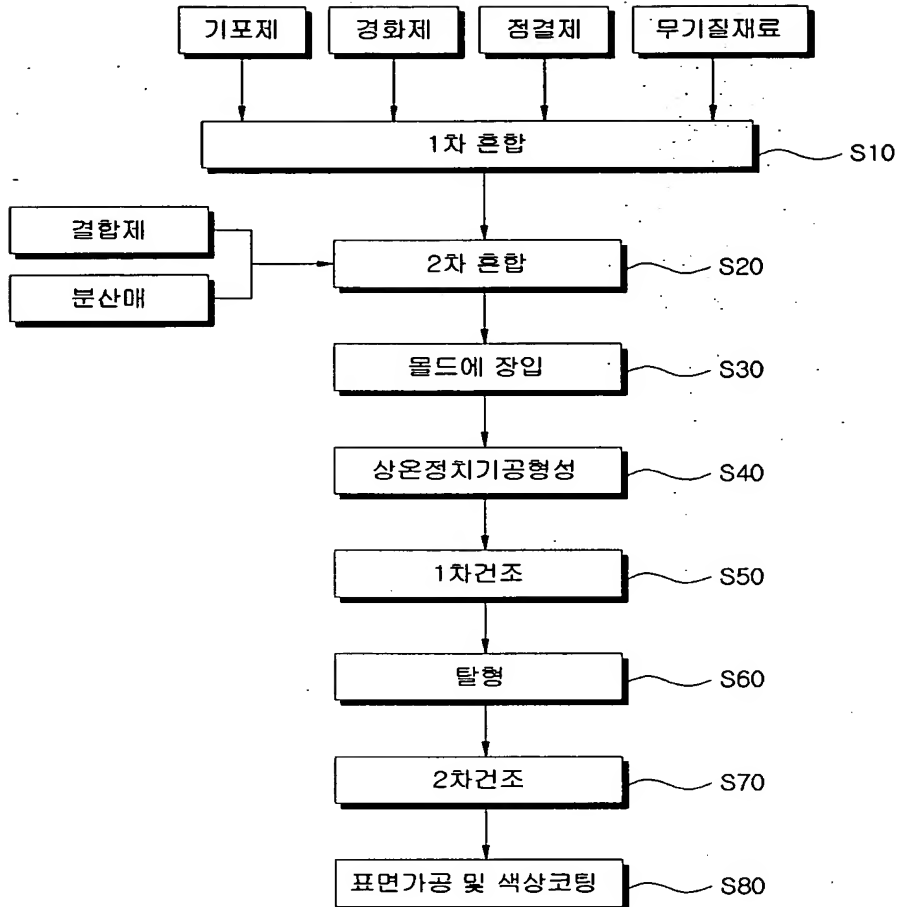 기포제
경화제
점결제
무기질재료
1차 혼합
S10
결합제
분산매
2차 혼합
S20
몰드에 장입
S30
상온정치기공형성
S40
1차건조
S50
탈형
S60
2차건조
S70
표면가공 및 색상코팅
S80